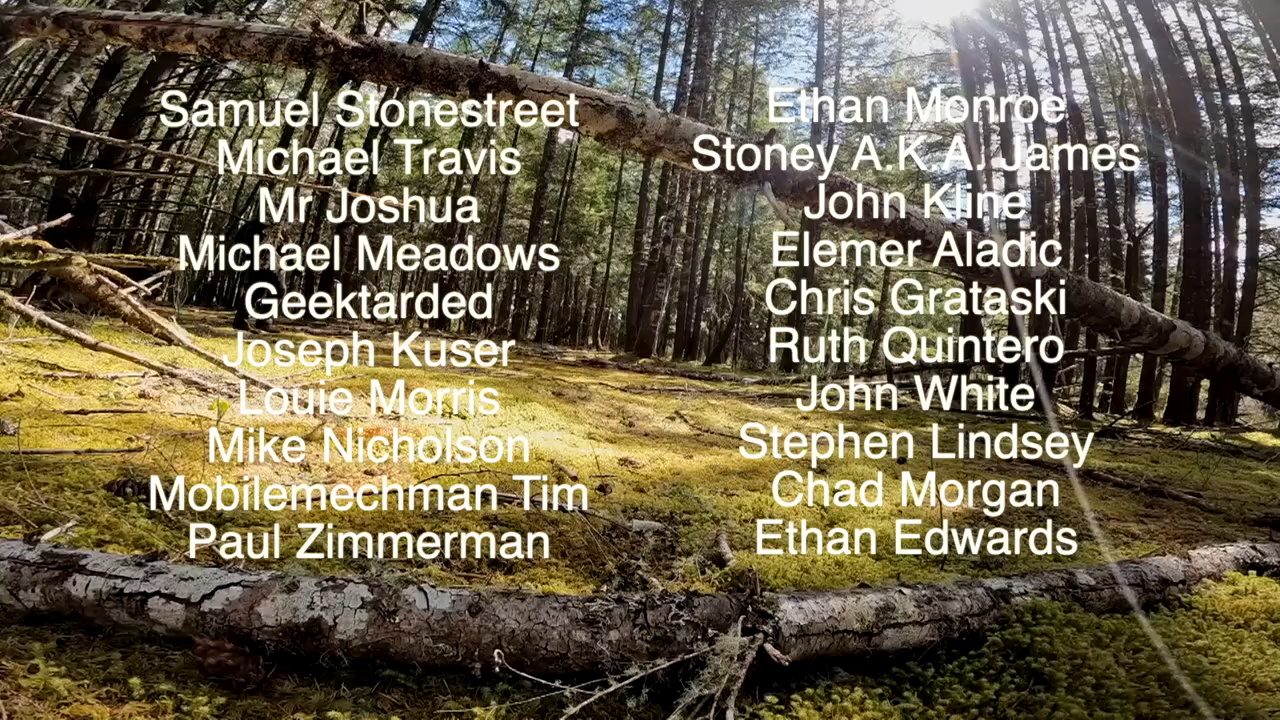 Samuel Stonestreet
Michael Travis
Mr Joshua
Michael Meadows
Geektarded
Joseph Kuser
Louie Morris
Mike Nicholson
Mobilemechman Tim
Paul Zimmerman
Ethan Monroe
Stoney A.K.A. James
John Kline
Elemer Aladic
Chris Grataski
Ruth Quintero
John White
Stephen Lindsey
Chad Morgan
Ethan Edwards